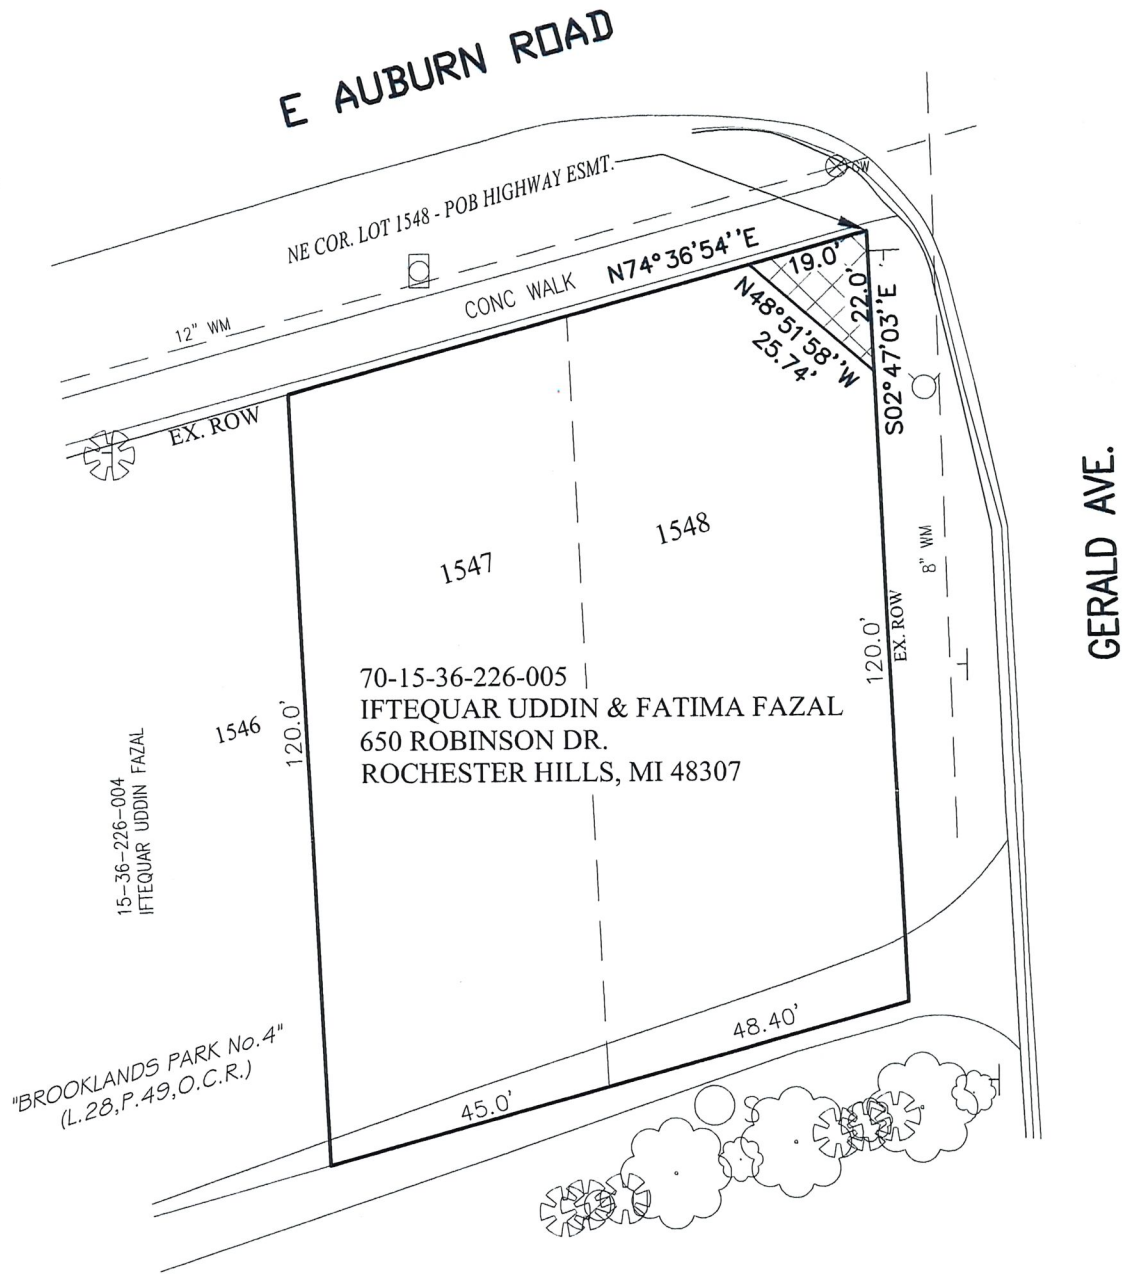 E AUBURN ROAD
NE COR. LOT 1548 - POB HIGHWAY ESMT.
GW
N74°36'54''E
19.0'
22.0'
CONC WALK
12" WM
N48°51'58''W
25.74'
S02°47'03''E
EX. ROW
GERALD AVE.
1548
1547
8" WM
EX. ROW
120.0'
70-15-36-226-005
IFTEQUAR UDDIN & FATIMA FAZAL
650 ROBINSON DR.
ROCHESTER HILLS, MI 48307
1546
120.0'
15-36-226-004
IFTEQUAR UDDIN FAZAL
48.40'
45.0'
"BROOKLANDS PARK No.4"
(L.28,P.49,O.C.R.)